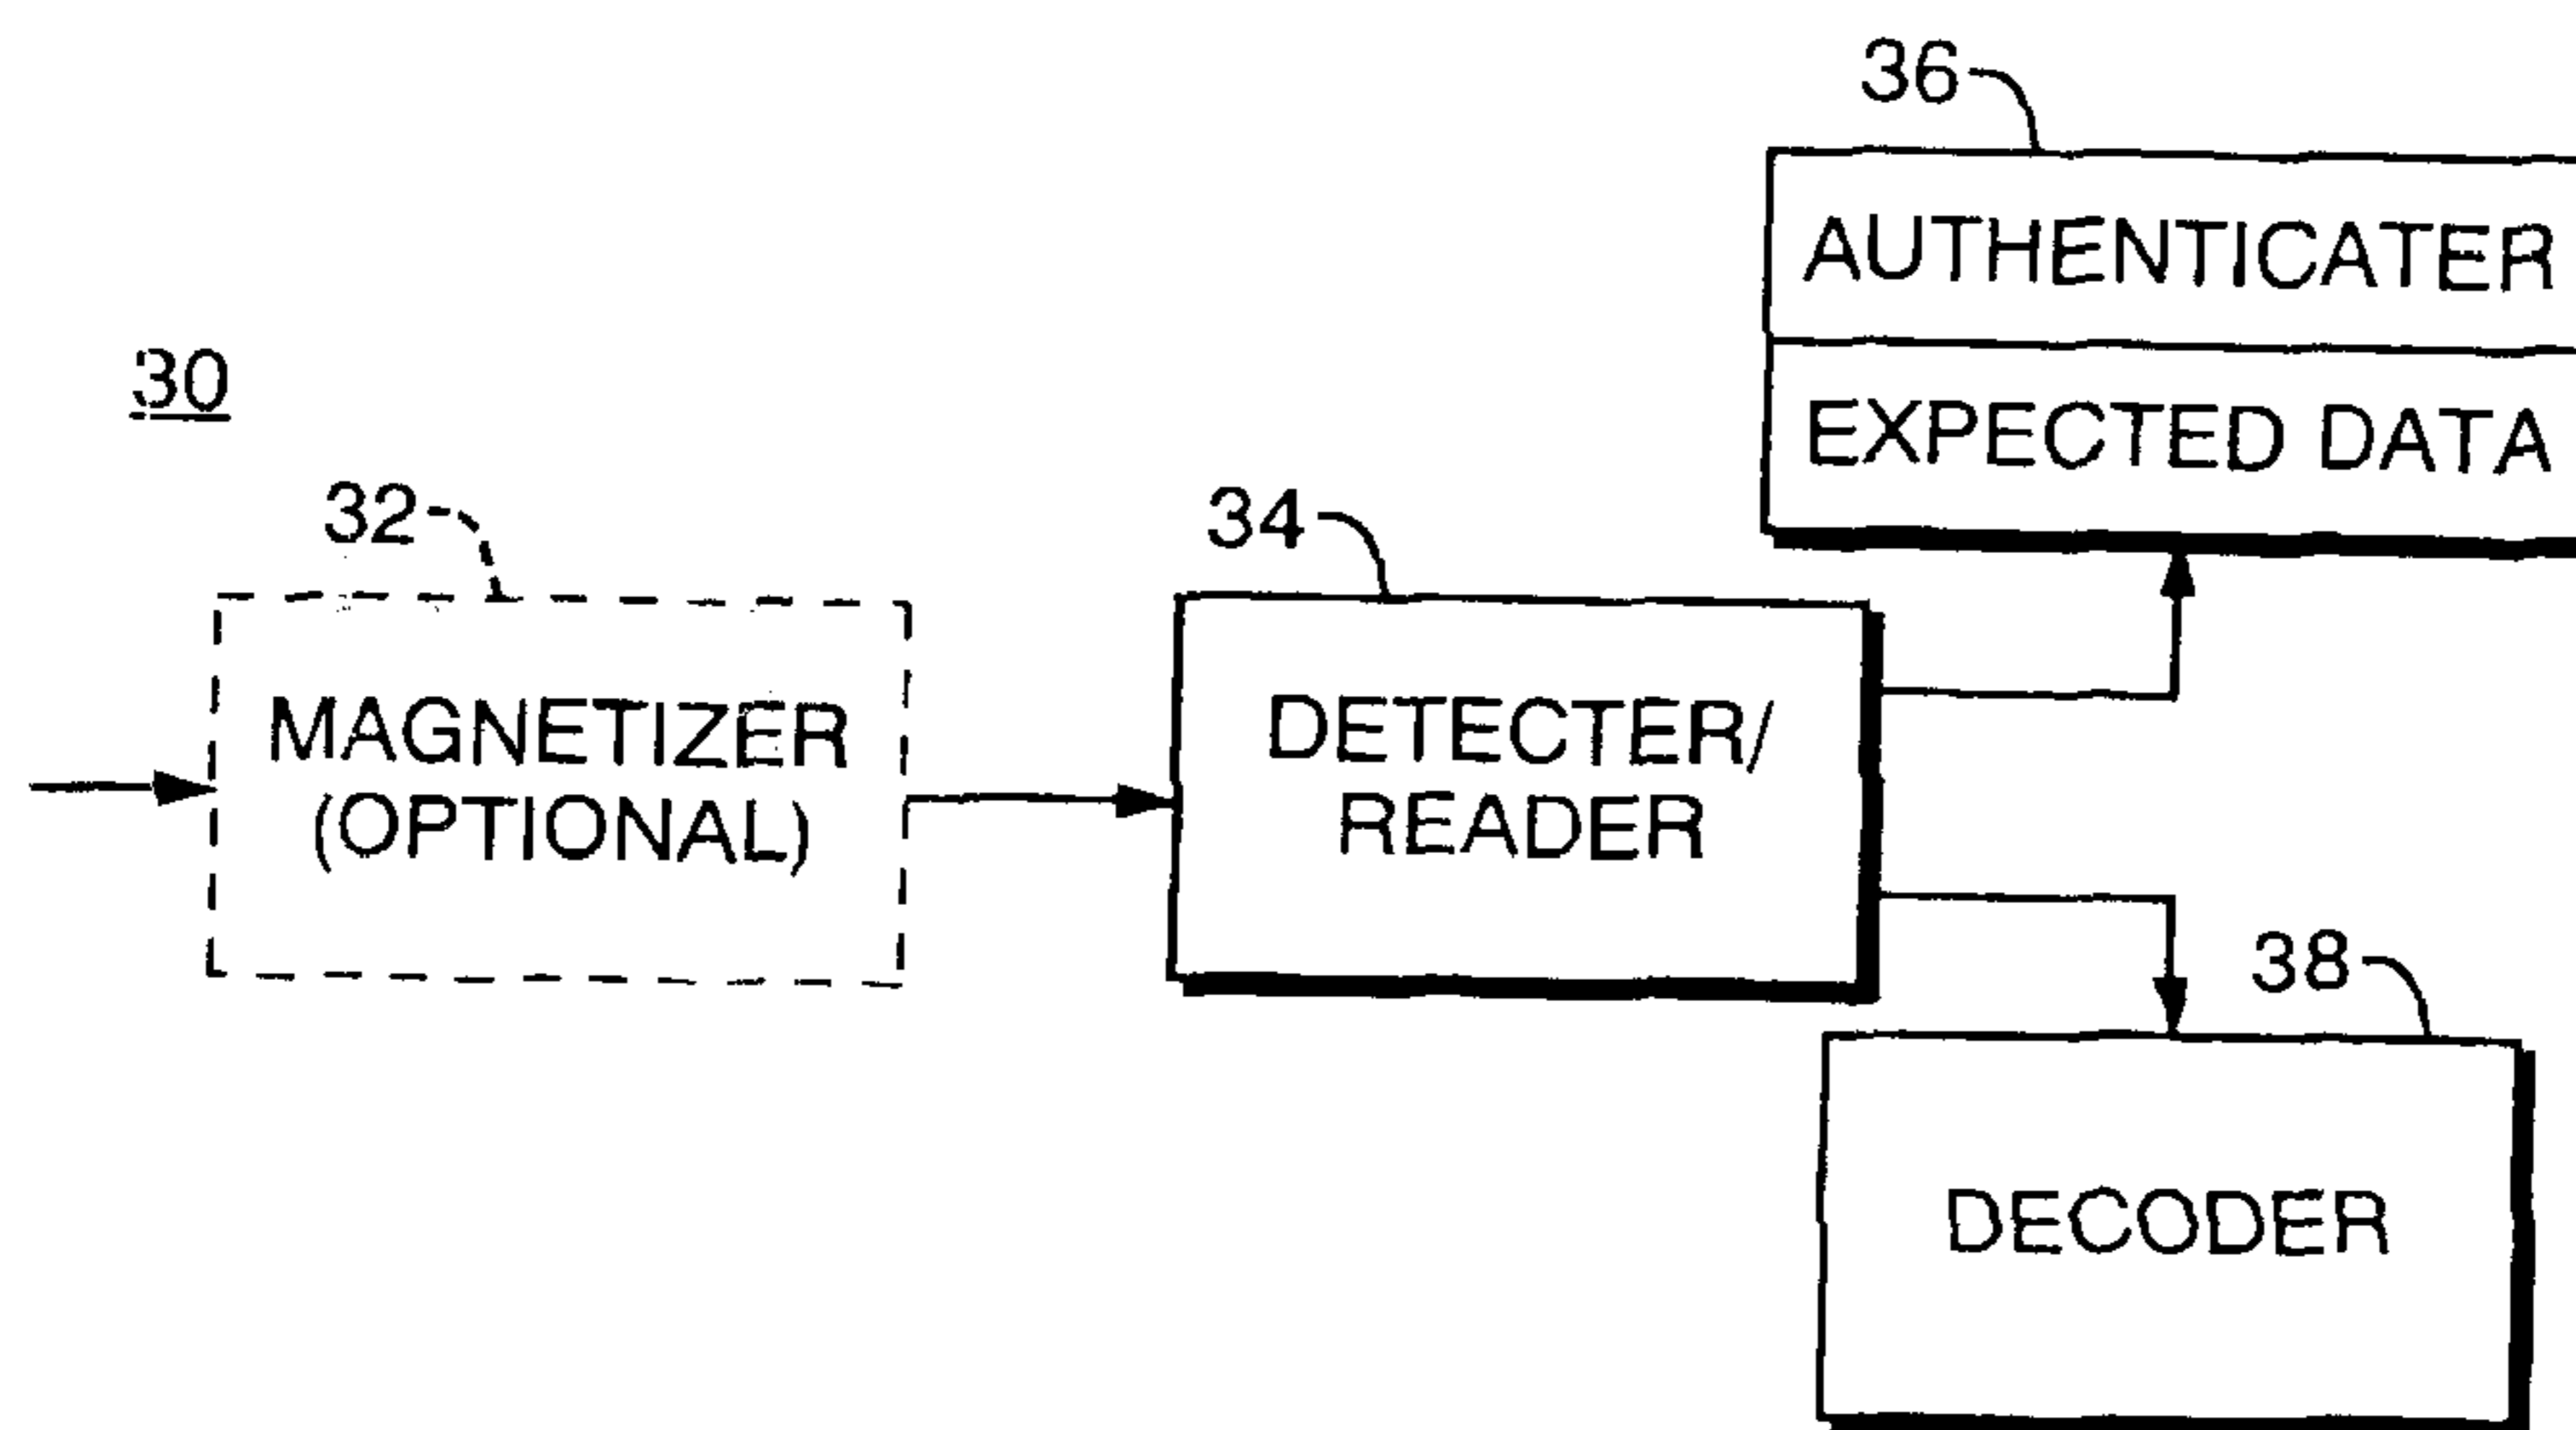 36
AUTHENTICATER
EXPECTED DATA
30
32
MAGNETIZER
(OPTIONAL)
34
DETECTER/
READER
38
DECODER